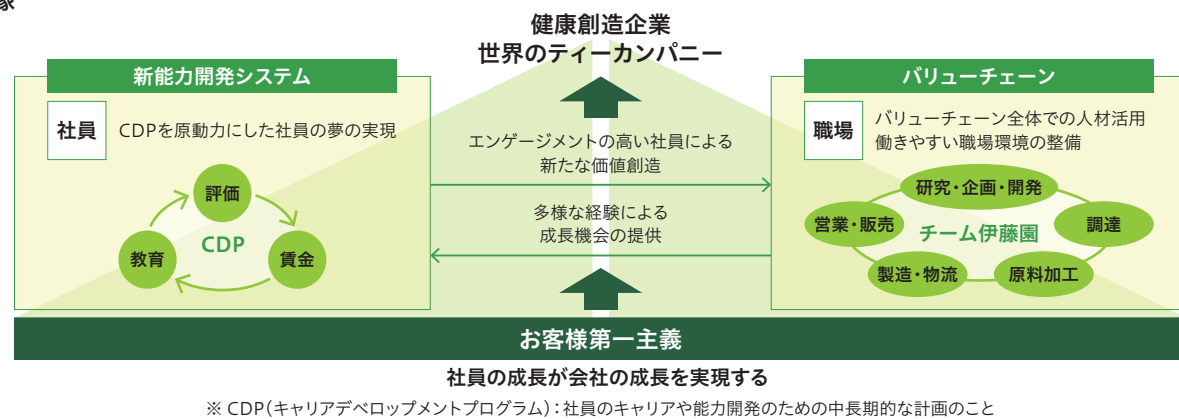 健康創造企業
世界のティーカンパニー
新能力開発システム
社員
CDPを原動力にした社員の夢の実現
評価
CDP
教育
賃金
エンゲージメントの高い社員による
新たな価値創造
多様な経験による
成長機会の提供
バリューチェーン
職場
バリューチェーン全体での人材活用
働きやすい職場環境の整備
研究・企画・開発
営業・販売
チーム伊藤園
調達
製造・物流
原料加工
お客様第一主義
社員の成長が会社の成長を実現する
※ CDP(キャリアデベロップメントプログラム):社員のキャリアや能力開発のための中長期的な計画のこと